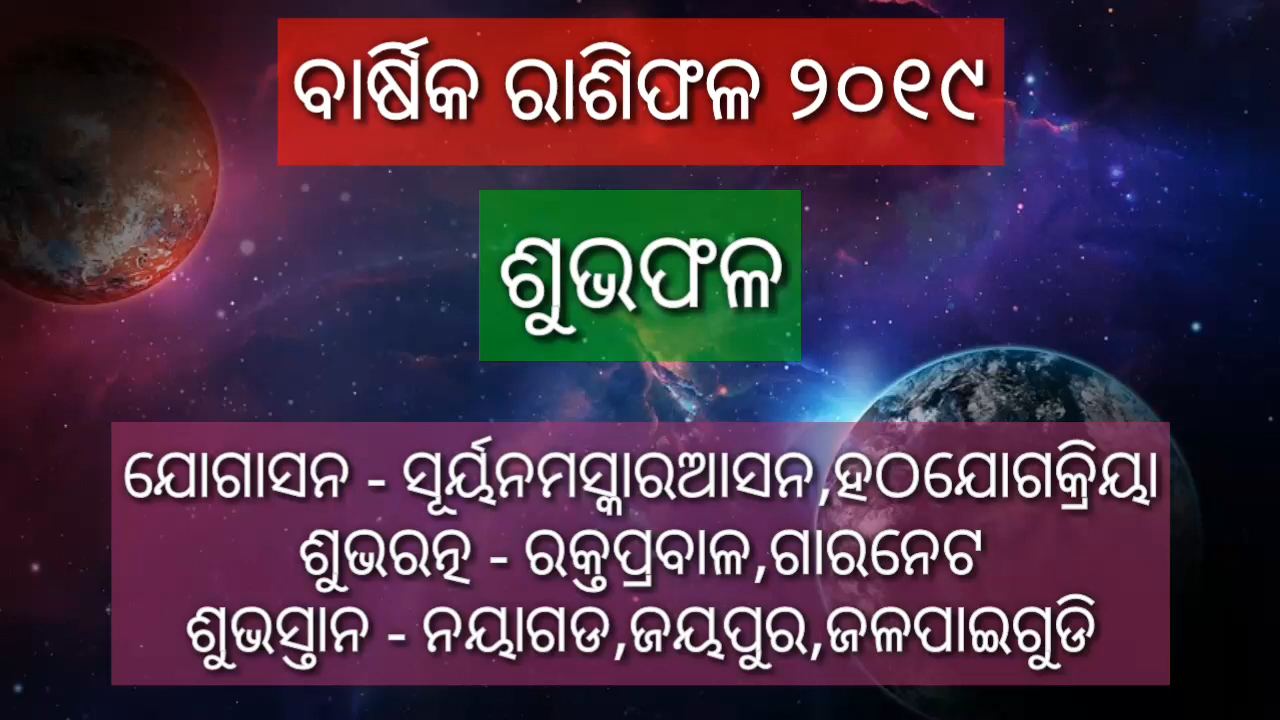 ବାର୍ଷିକ ରାଶିଫଳ ୨୦୧୯
ଶୁଭଫଳ
ଯୋଗାସନ - ସୂର୍ୟନମସ୍କାରଆସନ,ହଠଯୋଗକ୍ରିୟା
ଶୁଭରତ୍ନ - ରକ୍ତପ୍ରବାଳ,ଗାରନେଟ
ଶୁଭସ୍ତାନ - ନୟାଗଡ,ଜୟପୁର,ଜଳପାଇଗୁଡି